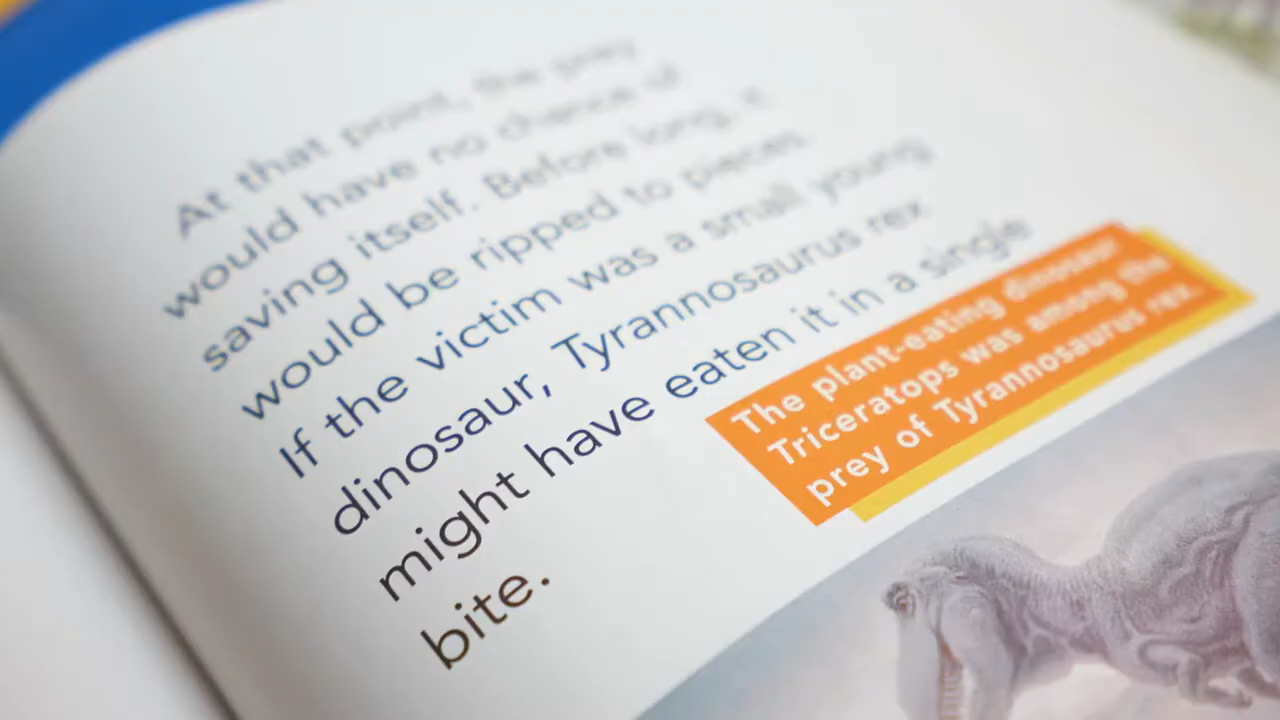 At that point, the prey
would have no chance of
saving itself. Before long, it
would be ripped to pieces.
If the victim was a small young
dinosaur, Tyrannosaurus rex
might have eaten it in a single
bite.
The plant-eating dinosaur
Triceratops was among the
prey of Tyrannosaurus rex.